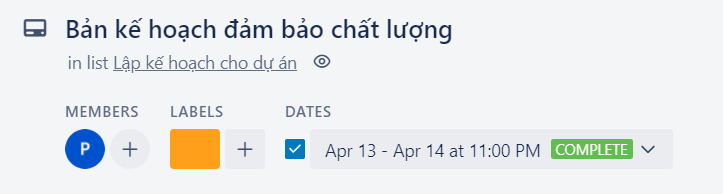 Bản kế hoạch đảm bảo chất lượng
in list Lập kế hoạch cho dự án
MEMBERS LABELS DATES
P + + Apr 13 - Apr 14 at 11:00 PM COMPLETE